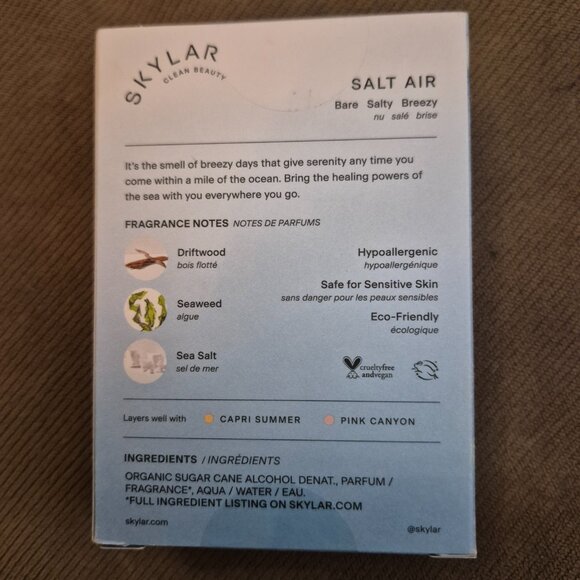 SKYLAR
CLEAN BEAUTY
SALT AIR
Bare Salty Breezy
nu salé brise
It's the smell of breezy days that give serenity any time you
come within a mile of the ocean. Bring the healing powers of
the sea with you everywhere you go.
FRAGRANCE NOTES NOTES DE PARFUMS
Driftwood
bois flotté
Seaweed
algue
Sea Salt
sel de mer
Hypoallergenic
hypoallergénique
Safe for Sensitive Skin
sans danger pour les peaux sensibles
Eco-Friendly
écologique
crueltyfree
andvegan
Layers well with CAPRI SUMMER PINK CANYON
INGREDIENTS / INGRÉDIENTS
ORGANIC SUGAR CANE ALCOHOL DENAT., PARFUM /
FRAGRANCE*, AQUA / WATER / EAU.
*FULL INGREDIENT LISTING ON SKYLAR.COM
skylar.com @skylar